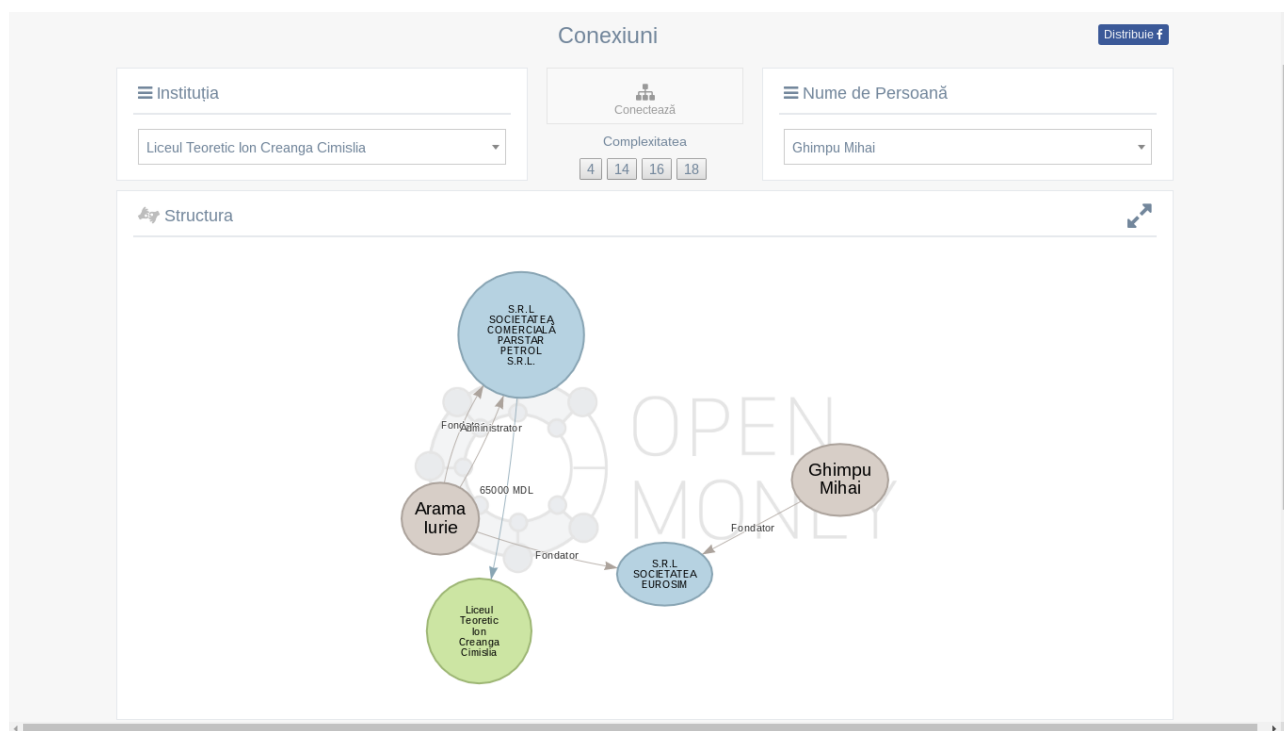 Conexiuni
Distribuie f
Instituția
Conectează
Nume de Persoană
Liceul Teoretic Ion Creanga Cimislia
Complexitatea
4 14 16 18
Ghimpu Mihai
Structura
S.R.L
SOCIETATEA
COMERCIALĂ
PARSTAR
PETROL
S.R.L.
Fondator
Administrator
OPEN
MONEY
Ghimpu
Mihai
65000 MDL
Arama
Iurie
Fondator
Fondator
S.R.L
SOCIETATEA
EUROSIM
Liceul
Teoretic
Ion
Creanga
Cimislia